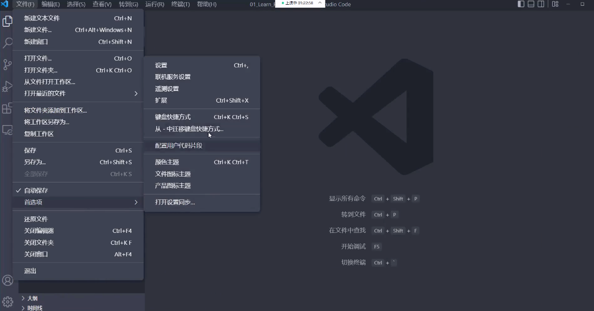 文件(F) 编辑(E) 选择(S) 查看(V) 转到(G) 运行(R) 终端(T) 帮助(H) 01_Learn_ Studio Code
新建文本文件 Ctrl+N
新建文件... Ctrl+Alt+Windows+N
新建窗口 Ctrl+Shift+N
打开文件... Ctrl+O
打开文件夹... Ctrl+K Ctrl+O
从文件打开工作区...
打开最近的文件
将文件夹添加到工作区...
将工作区另存为...
复制工作区
保存 Ctrl+S
另存为... Ctrl+Shift+S
全部保存 Ctrl+K S
自动保存
首选项
还原文件
关闭编辑器 Ctrl+F4
关闭文件夹 Ctrl+K F
关闭窗口 Alt+F4
退出
设置 Ctrl+,
联机服务设置
遥测设置
扩展 Ctrl+Shift+X
键盘快捷方式 Ctrl+K Ctrl+S
从 - 中迁移键盘快捷方式...
配置用户代码片段
颜色主题 Ctrl+K Ctrl+T
文件图标主题
产品图标主题
打开设置同步...
显示所有命令 Ctrl + Shift + P
转到文件 Ctrl + P
在文件中查找 Ctrl + Shift + F
开始调试 F5
切换终端 Ctrl + `
大纲
时间线